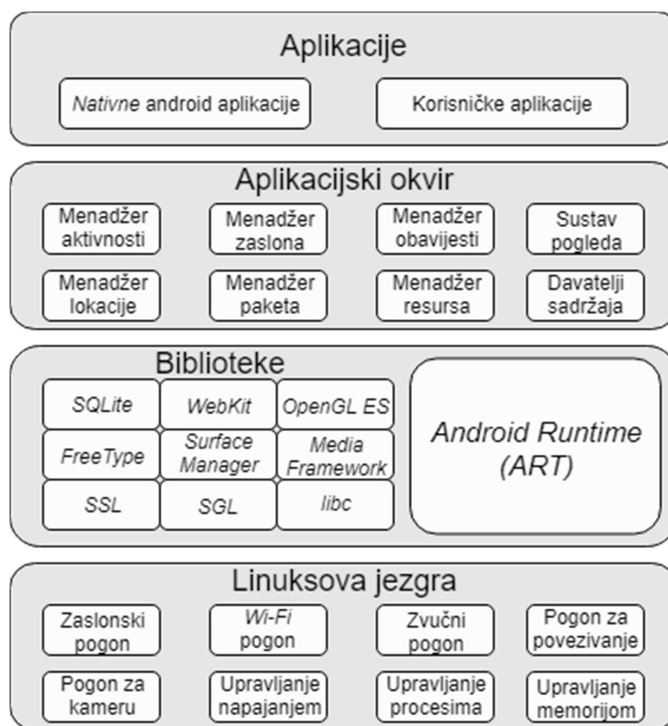 Aplikacije
Nativne android aplikacije
Korisničke aplikacije
Aplikacijski okvir
Menadžer
aktivnosti
Menadžer
zaslona
Menadžer
obavijesti
Sustav
pogleda
Menadžer
lokacije
Menadžer
paketa
Menadžer
resursa
Davatelji
sadržaja
Biblioteke
SQLite
WebKit
OpenGL ES
FreeType
Surface
Manager
Media
Framework
SSL
SGL
libc
Android Runtime
(ART)
Linuksova jezgra
Zaslonski
pogon
Wi-Fi
pogon
Zvučni
pogon
Pogon za
povezivanje
Pogon za
kameru
Upravljanje
napajanjem
Upravljanje
procesima
Upravljanje
memorijom